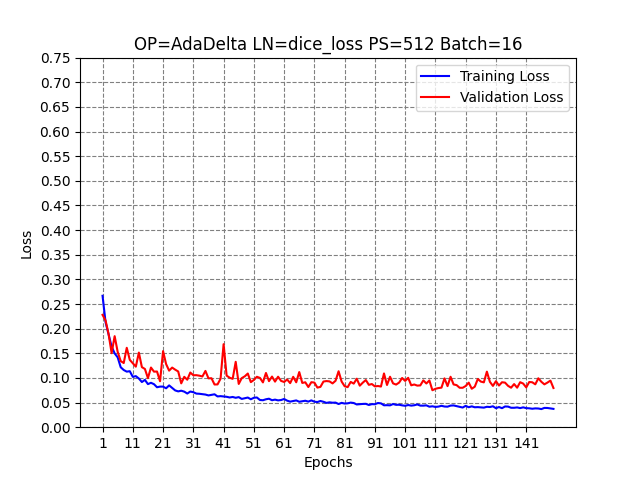 OP=AdaDelta LN=dice_loss PS=512 Batch=16
Training Loss
Validation Loss
0.75
0.70
0.65
0.60
0.55
0.50
0.45
0.40
0.35
0.30
0.25
0.20
0.15
0.10
0.05
0.00
Loss
1 11 21 31 41 51 61 71 81 91 101 111 121 131 141
Epochs